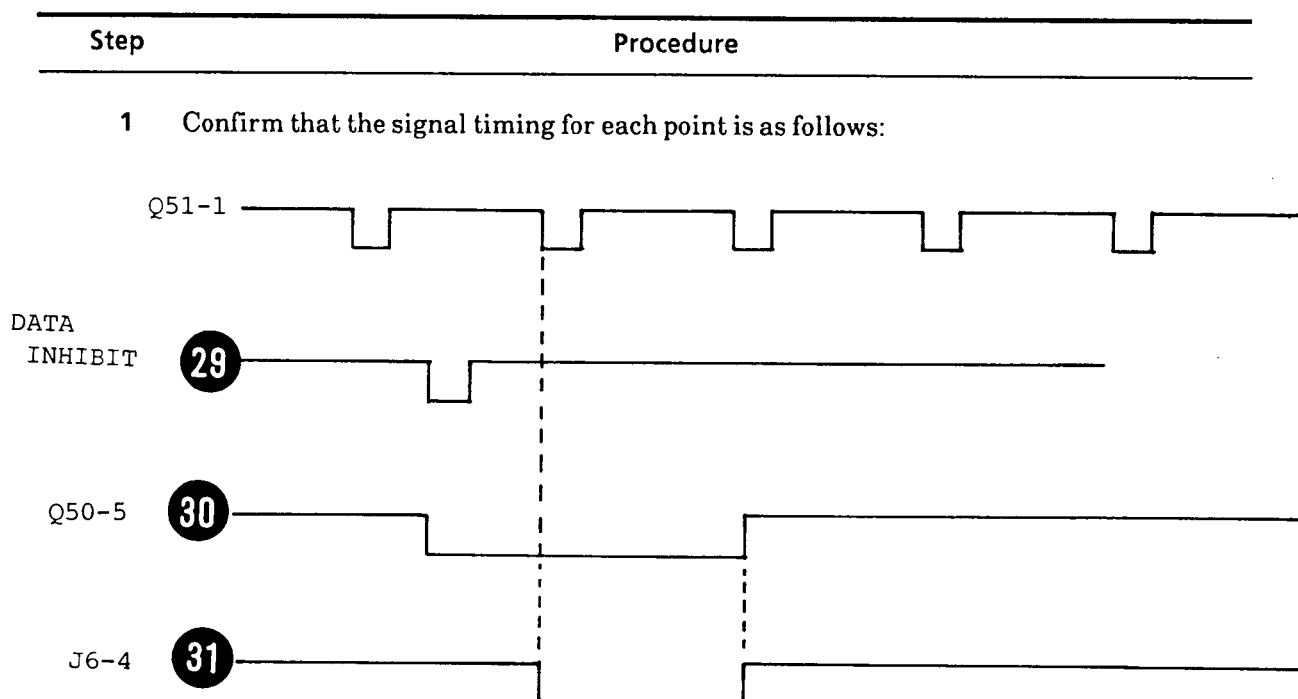 Step Procedure
1 Confirm that the signal timing for each point is as follows:
Q51-1
DATA
INHIBIT 29
Q50-5 30
J6-4 31